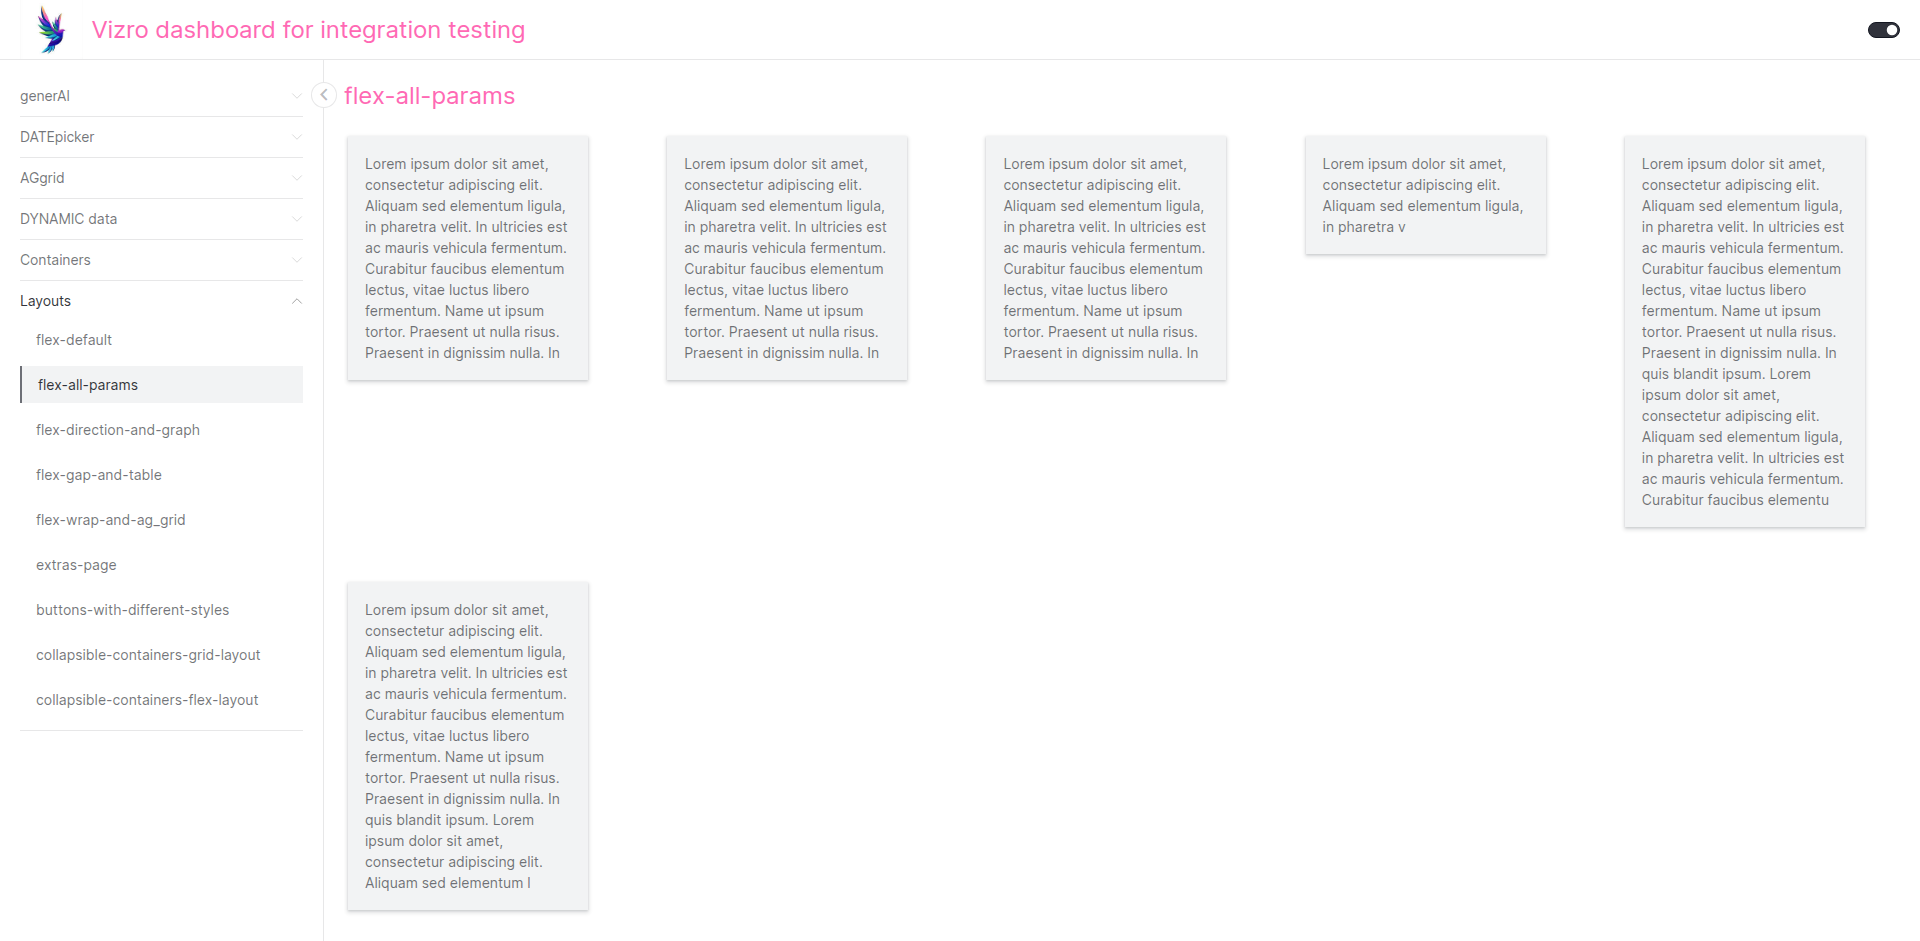 Vizro dashboard for integration testing
generAI
DATEpicker
AGgrid
DYNAMIC data
Containers
Layouts
flex-default
flex-all-params
flex-direction-and-graph
flex-gap-and-table
flex-wrap-and-ag_grid
extras-page
buttons-with-different-styles
collapsible-containers-grid-layout
collapsible-containers-flex-layout
flex-all-params
Lorem ipsum dolor sit amet,
consectetur adipiscing elit.
Aliquam sed elementum ligula,
in pharetra velit. In ultricies est
ac mauris vehicula fermentum.
Curabitur faucibus elementum
lectus, vitae luctus libero
fermentum. Name ut ipsum
tortor. Praesent ut nulla risus.
Praesent in dignissim nulla. In
Lorem ipsum dolor sit amet,
consectetur adipiscing elit.
Aliquam sed elementum ligula,
in pharetra velit. In ultricies est
ac mauris vehicula fermentum.
Curabitur faucibus elementum
lectus, vitae luctus libero
fermentum. Name ut ipsum
tortor. Praesent ut nulla risus.
Praesent in dignissim nulla. In
Lorem ipsum dolor sit amet,
consectetur adipiscing elit.
Aliquam sed elementum ligula,
in pharetra velit. In ultricies est
ac mauris vehicula fermentum.
Curabitur faucibus elementum
lectus, vitae luctus libero
fermentum. Name ut ipsum
tortor. Praesent ut nulla risus.
Praesent in dignissim nulla. In
Lorem ipsum dolor sit amet,
consectetur adipiscing elit.
Aliquam sed elementum ligula,
in pharetra v
Lorem ipsum dolor sit amet,
consectetur adipiscing elit.
Aliquam sed elementum ligula,
in pharetra velit. In ultricies est
ac mauris vehicula fermentum.
Curabitur faucibus elementum
lectus, vitae luctus libero
fermentum. Name ut ipsum
tortor. Praesent ut nulla risus.
Praesent in dignissim nulla. In
quis blandit ipsum. Lorem
ipsum dolor sit amet,
consectetur adipiscing elit.
Aliquam sed elementum ligula,
in pharetra velit. In ultricies est
ac mauris vehicula fermentum.
Curabitur faucibus elementu
Lorem ipsum dolor sit amet,
consectetur adipiscing elit.
Aliquam sed elementum ligula,
in pharetra velit. In ultricies est
ac mauris vehicula fermentum.
Curabitur faucibus elementum
lectus, vitae luctus libero
fermentum. Name ut ipsum
tortor. Praesent ut nulla risus.
Praesent in dignissim nulla. In
quis blandit ipsum. Lorem
ipsum dolor sit amet,
consectetur adipiscing elit.
Aliquam sed elementum l